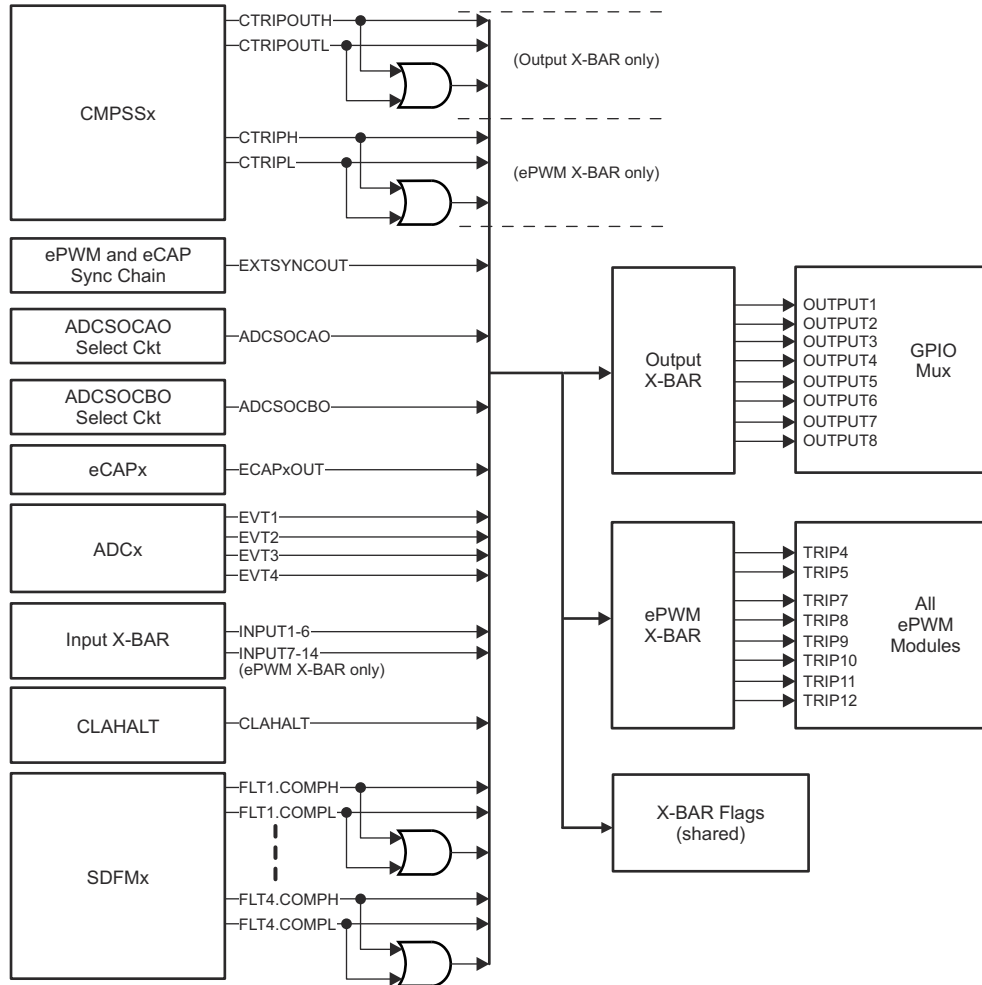 CTRIPOUTH
CTRIPOUTL
(Output X-BAR only)
CMPSSx
CTRIPH
CTRIPL
(ePWM X-BAR only)
ePWM and eCAP
Sync Chain
EXTSYNCOUT
ADCSOCAO
Select Ckt
ADCSOCAO
ADCSOCBO
Select Ckt
ADCSOCBO
eCAPx
ECAPxOUT
ADCx
EVT1
EVT2
EVT3
EVT4
Input X-BAR
INPUT1-6
INPUT7-14
(ePWM X-BAR only)
CLAHALT
CLAHALT
SDFMx
FLT1.COMPH
FLT1.COMPL
FLT4.COMPH
FLT4.COMPL
Output
X-BAR
OUTPUT1
OUTPUT2
OUTPUT3
OUTPUT4
OUTPUT5
OUTPUT6
OUTPUT7
OUTPUT8
GPIO
Mux
ePWM
X-BAR
TRIP4
TRIP5
TRIP7
TRIP8
TRIP9
TRIP10
TRIP11
TRIP12
All
ePWM
Modules
X-BAR Flags
(shared)